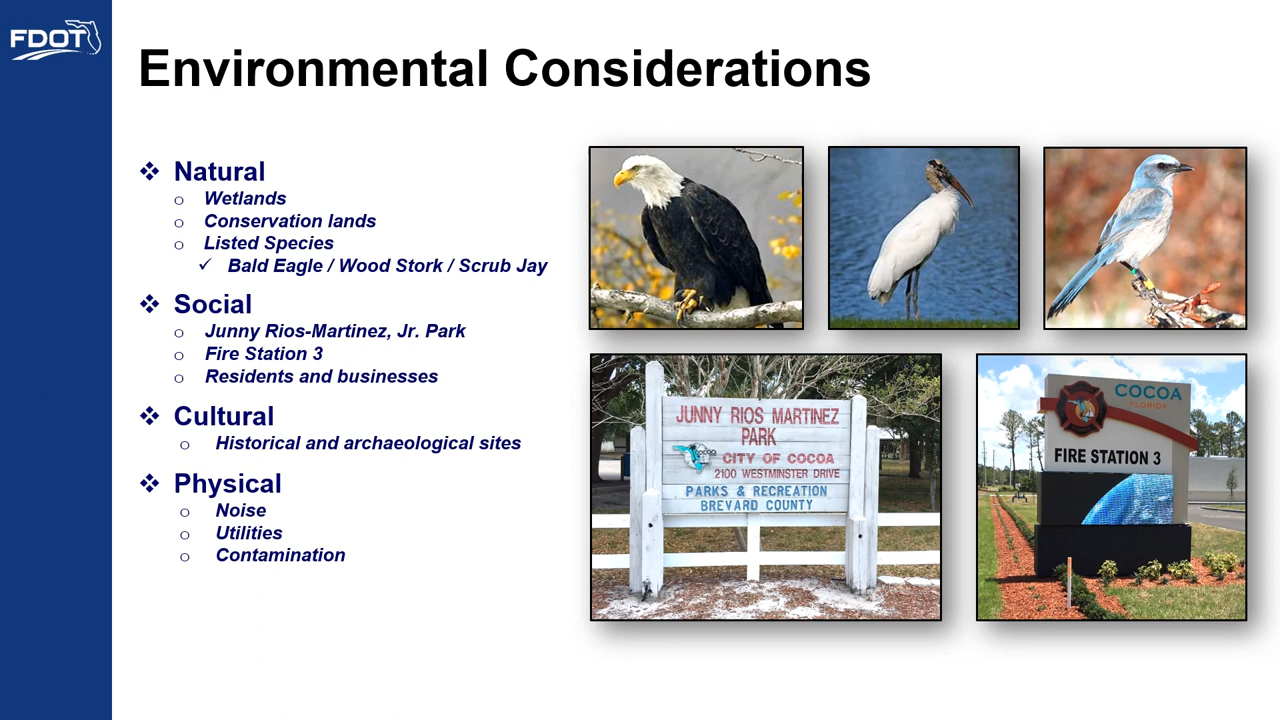 FDOT
Environmental Considerations
❖ Natural
o Wetlands
o Conservation lands
o Listed Species
✓ Bald Eagle / Wood Stork / Scrub Jay
❖ Social
o Junny Rios-Martinez, Jr. Park
o Fire Station 3
o Residents and businesses
❖ Cultural
o Historical and archaeological sites
❖ Physical
o Noise
o Utilities
o Contamination
JUNNY RIOS MARTINEZ
PARK
CITY OF COCOA
2100 WESTMINSTER DRIVE
PARKS & RECREATION
BREVARD COUNTY
COCOA
FLORIDA
FIRE STATION 3